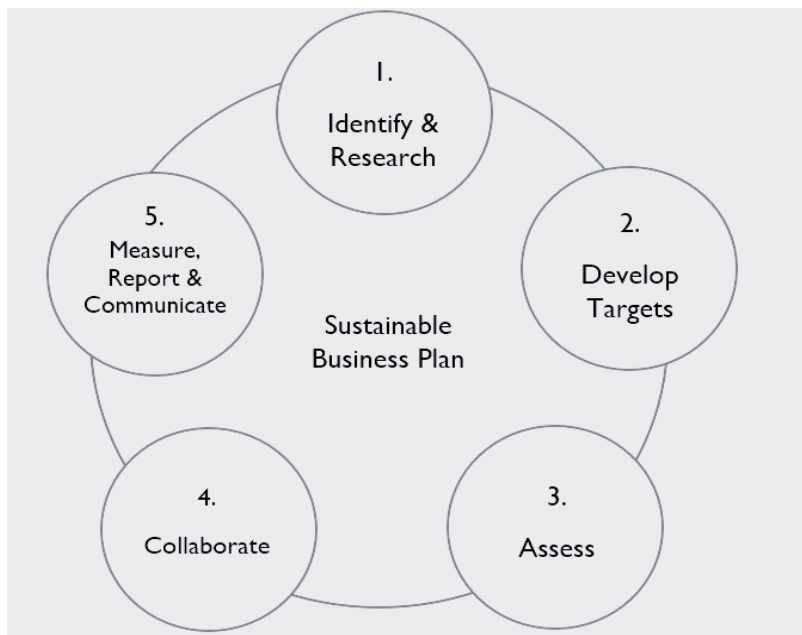 1.
Identify &
Research
2.
Develop
Targets
3.
Assess
4.
Collaborate
5.
Measure,
Report &
Communicate
Sustainable
Business Plan